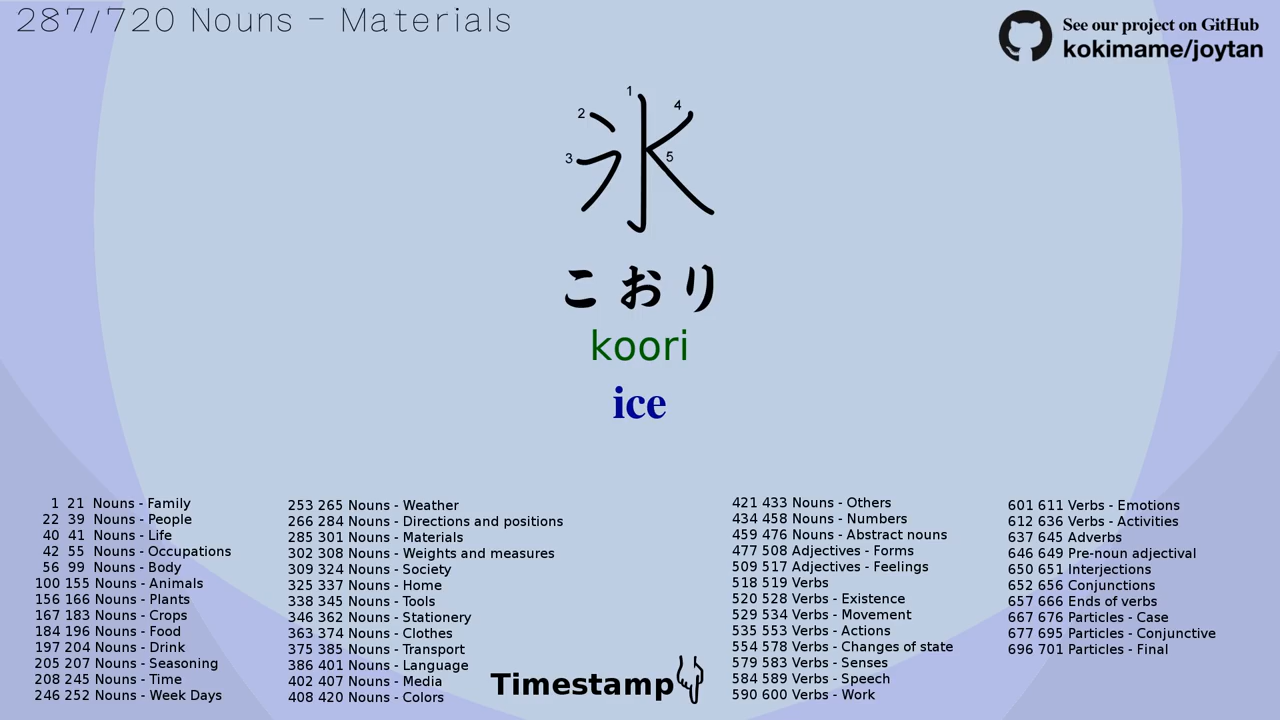 287/720 Nouns - Materials
See our project on GitHub
kokimame/joytan
1
2
3
4
5
氷
こおり
koori
ice
1 21 Nouns - Family
22 39 Nouns - People
40 41 Nouns - Life
42 55 Nouns - Occupations
56 99 Nouns - Body
100 155 Nouns - Animals
156 166 Nouns - Plants
167 183 Nouns - Crops
184 196 Nouns - Food
197 204 Nouns - Drink
205 207 Nouns - Seasoning
208 245 Nouns - Time
246 252 Nouns - Week Days
253 265 Nouns - Weather
266 284 Nouns - Directions and positions
285 301 Nouns - Materials
302 308 Nouns - Weights and measures
309 324 Nouns - Society
325 337 Nouns - Home
338 345 Nouns - Tools
346 362 Nouns - Stationery
363 374 Nouns - Clothes
375 385 Nouns - Transport
386 401 Nouns - Language
402 407 Nouns - Media
408 420 Nouns - Colors
Timestamp
421 433 Nouns - Others
434 458 Nouns - Numbers
459 476 Nouns - Abstract nouns
477 508 Adjectives - Forms
509 517 Adjectives - Feelings
518 519 Verbs
520 528 Verbs - Existence
529 534 Verbs - Movement
535 553 Verbs - Actions
554 578 Verbs - Changes of state
579 583 Verbs - Senses
584 589 Verbs - Speech
590 600 Verbs - Work
601 611 Verbs - Emotions
612 636 Verbs - Activities
637 645 Adverbs
646 649 Pre-noun adjectival
650 651 Interjections
652 656 Conjunctions
657 666 Ends of verbs
667 676 Particles - Case
677 695 Particles - Conjunctive
696 701 Particles - Final